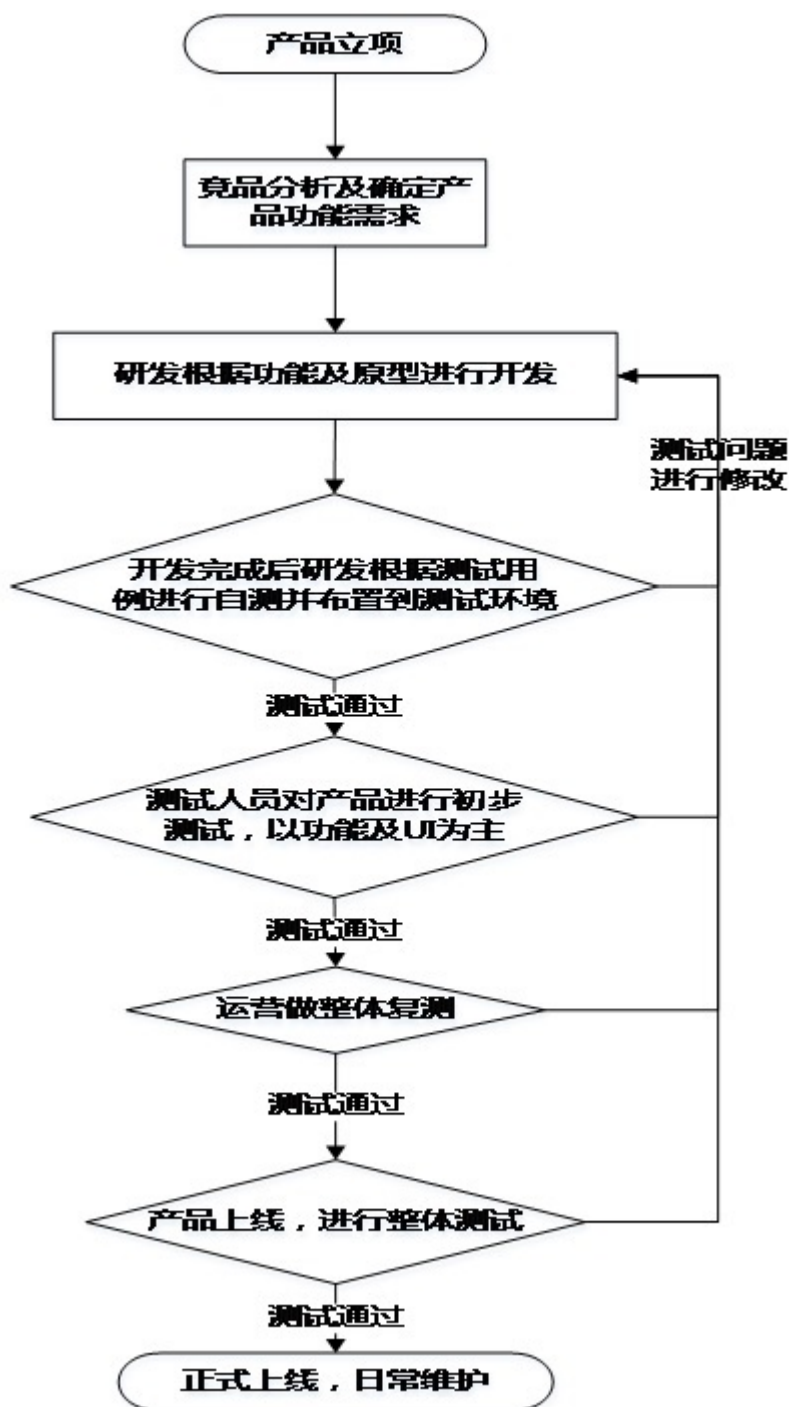 产品立项
竟品分析及确定产
品功能需求
研发根据功能及原型进行开发
测试问题
进行修改
开发完成后研发根据测试用
例进行自测并布置到测试环境
测试通过
测试人员对产品进行初步
测试，以功能及UI为主
测试通过
运营做整体复测
测试通过
产品上线，进行整体测试
测试通过
正式上线，日常维护